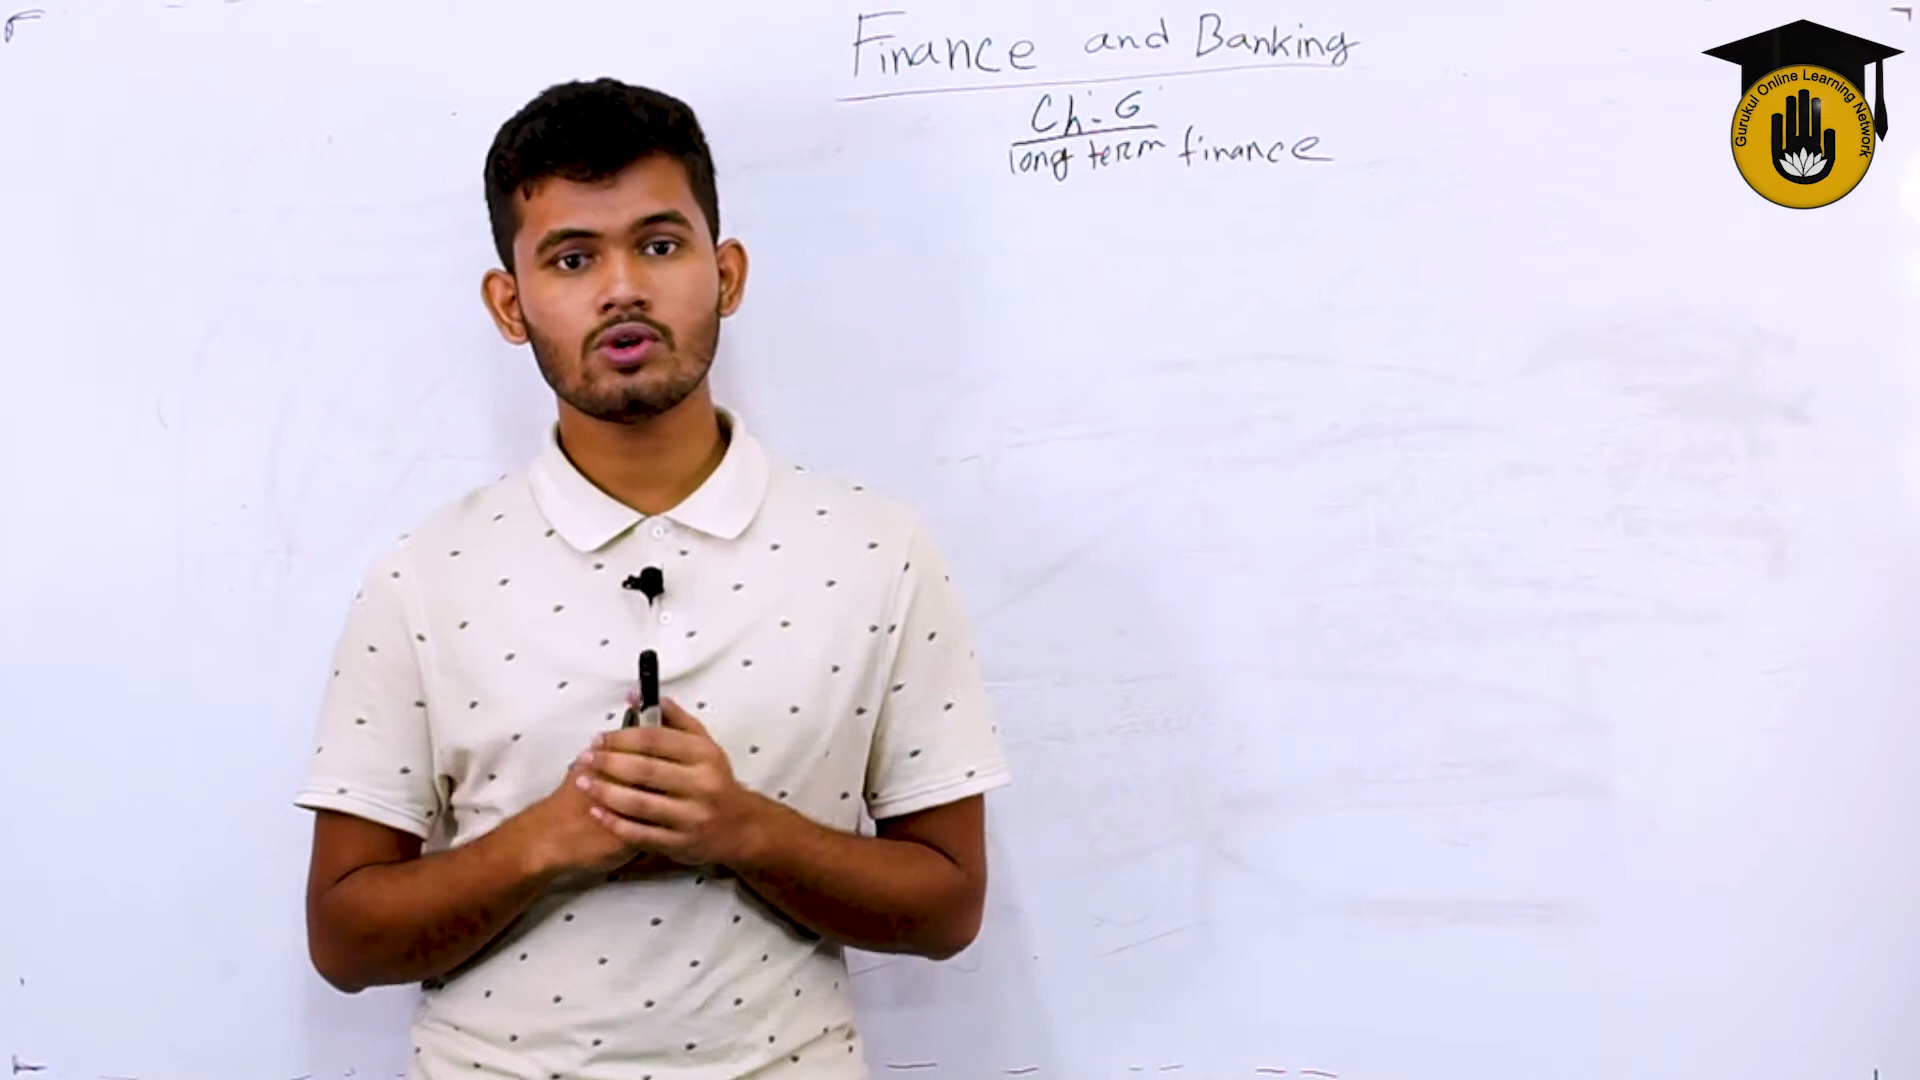 Finance and Banking
Ch:-6
long term finance
Gurukul Online Learning Network